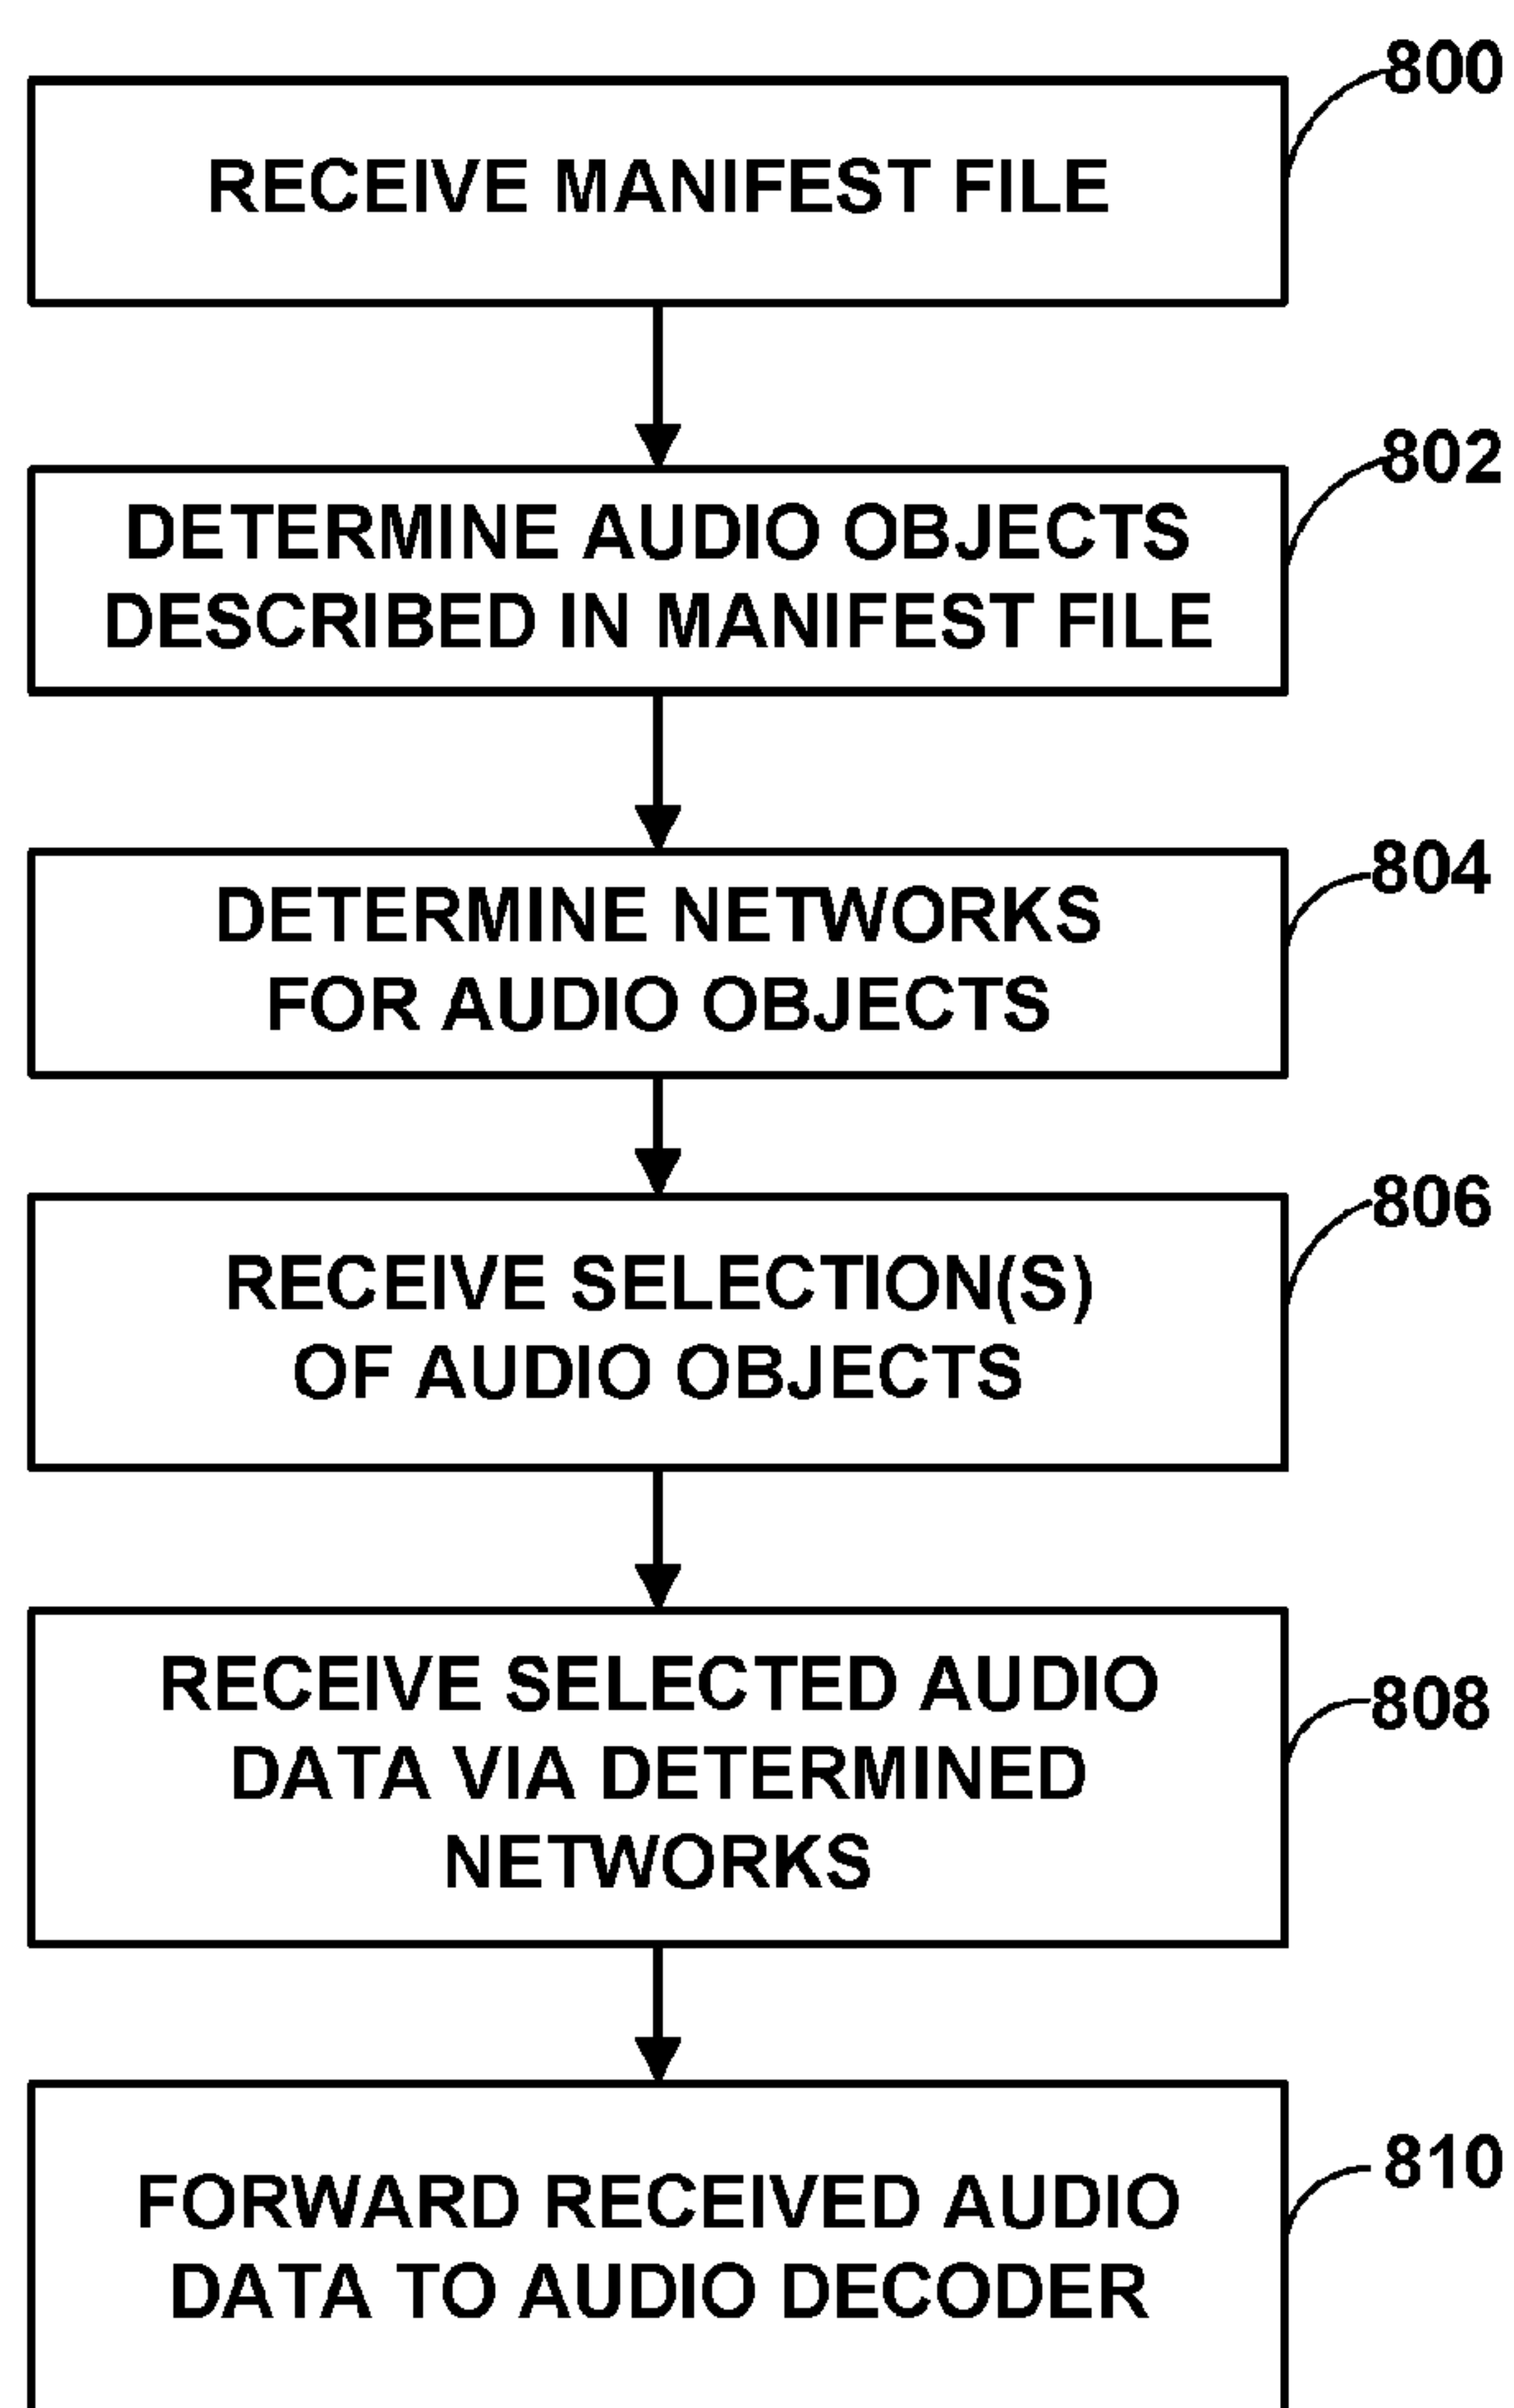 800
RECEIVE MANIFEST FILE
802
DETERMINE AUDIO OBJECTS
DESCRIBED IN MANIFEST FILE
804
DETERMINE NETWORKS
FOR AUDIO OBJECTS
806
RECEIVE SELECTION(S)
OF AUDIO OBJECTS
808
RECEIVE SELECTED AUDIO
DATA VIA DETERMINED
NETWORKS
810
FORWARD RECEIVED AUDIO
DATA TO AUDIO DECODER